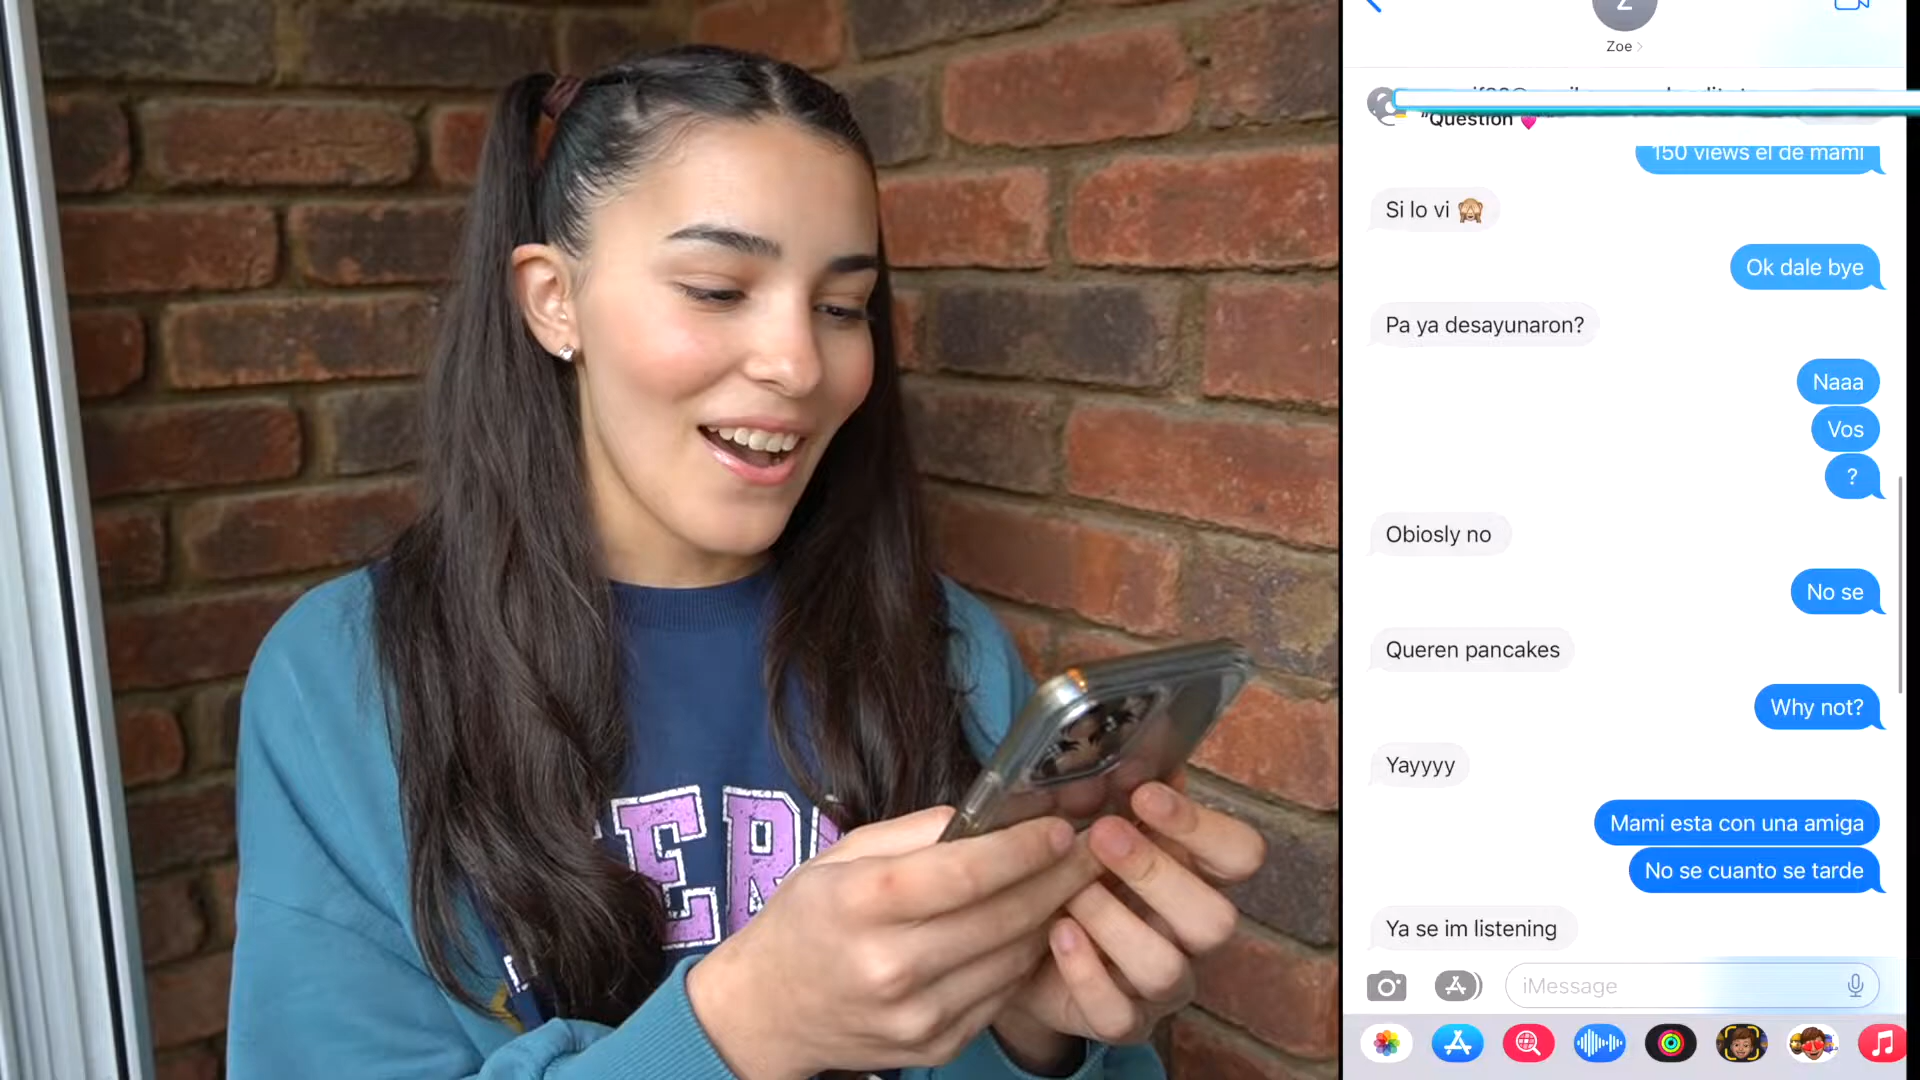 Z
Zoe
"Question 💗"
150 views el de mami
Si lo vi 🙈
Ok dale bye
Pa ya desayunaron?
Naaa
Vos
?
Obiosly no
No se
Queren pancakes
Why not?
Yayyyy
Mami esta con una amiga
No se cuanto se tarde
Ya se im listening
iMessage
ER